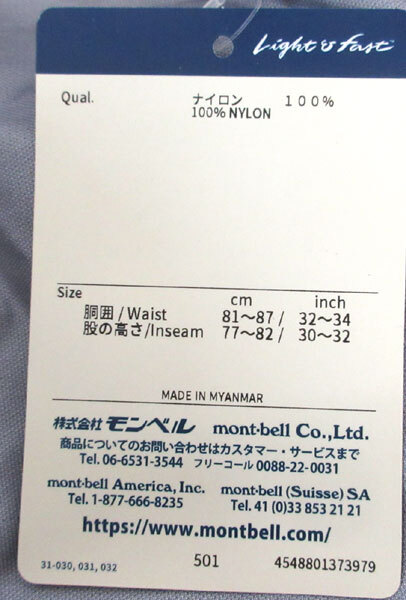 Light & Fast
Qual. ナイロン 100%
100% NYLON
Size cm inch
胴囲/Waist 81〜87/ 32〜34
股の高さ/Inseam 77〜82/ 30〜32
MADE IN MYANMAR
株式会社 モンベル mont-bell Co.,Ltd.
商品についてのお問い合わせはカスタマー・サービスまで
Tel. 06-6531-3544 フリーコール 0088-22-0031
mont-bell America, Inc. mont-bell (Suisse) SA
Tel. 1-877-666-8235 Tel. 41 (0)33 853 21 21
https://www.montbell.com/
31-030, 031, 032 501 4548801373979